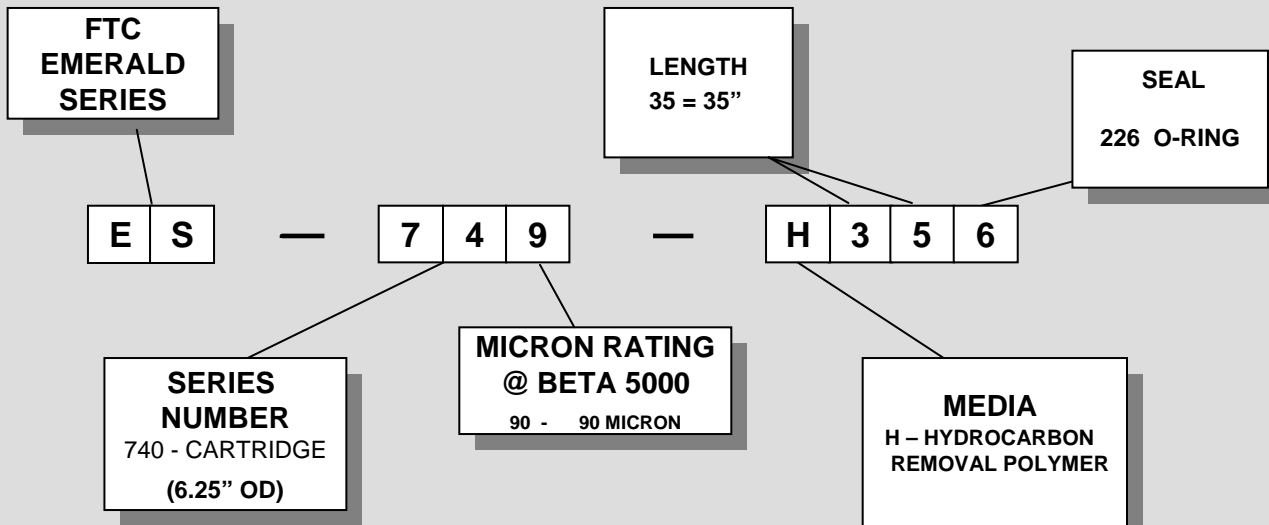 FTC
EMERALD
SERIES
LENGTH
35 = 35”
SEAL
226 O-RING
E S — 7 4 9 — H 3 5 6
SERIES
NUMBER
740 - CARTRIDGE
(6.25” OD)
MICRON RATING
@ BETA 5000
90 - 90 MICRON
MEDIA
H – HYDROCARBON
REMOVAL POLYMER